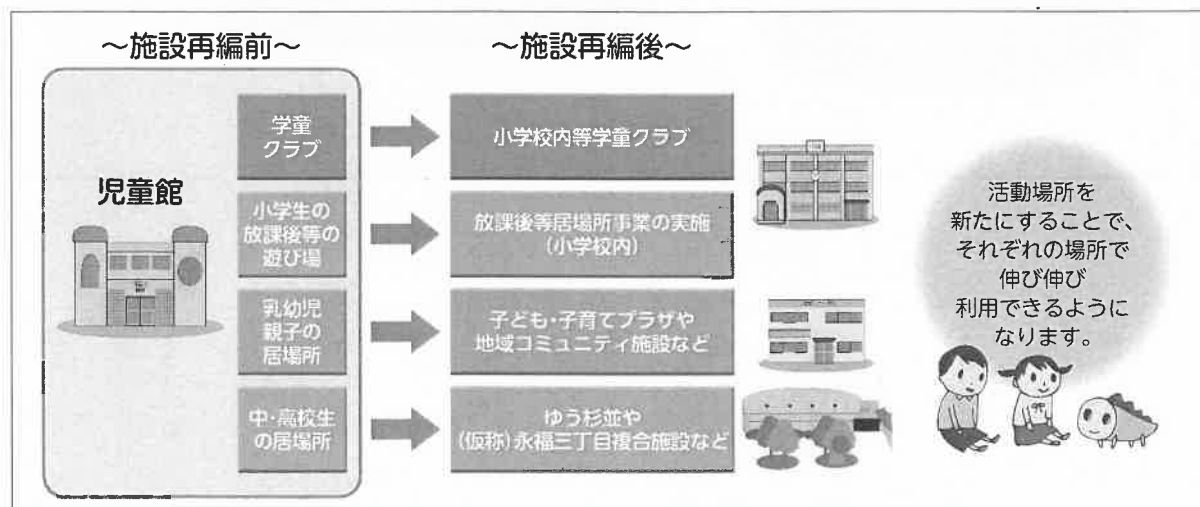 ～施設再編前～
～施設再編後～
児童館
学童
クラブ
小学校内等学童クラブ
小学生の
放課後等の
遊び場
放課後等居場所事業の実施
(小学校内)
乳幼児
親子の
居場所
子ども・子育てプラザや
地域コミュニティ施設など
中・高校生
の居場所
ゆう杉並や
(仮称)永福三丁目複合施設など
活動場所を
新たにすることで、
それぞれの場所で
伸び伸び
利用できるように
なります。